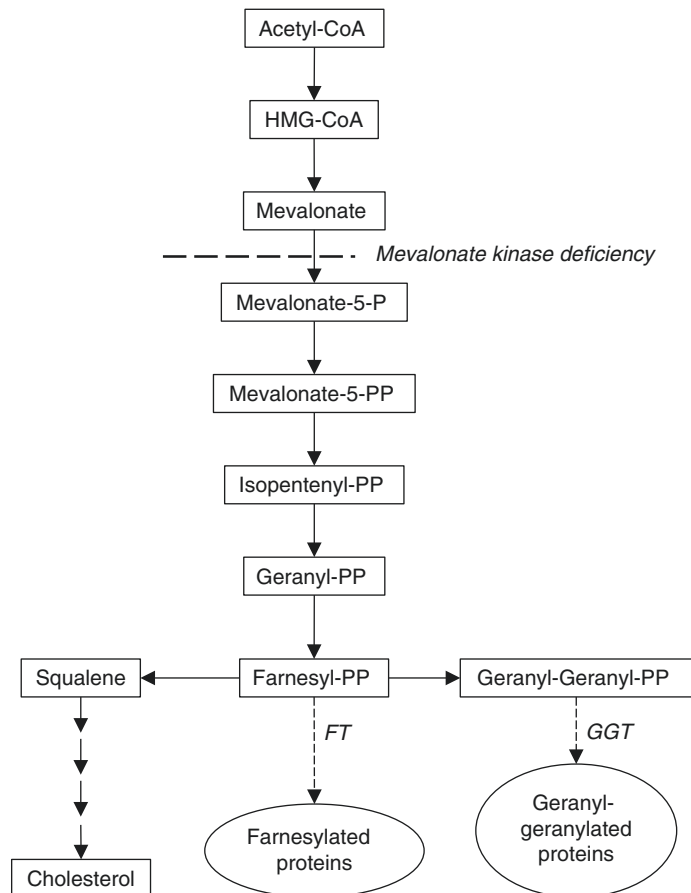 Acetyl-CoA
HMG-CoA
Mevalonate
Mevalonate kinase deficiency
Mevalonate-5-P
Mevalonate-5-PP
Isopentenyl-PP
Geranyl-PP
Squalene
Farnesyl-PP
Geranyl-Geranyl-PP
FT
GGT
Farnesylated
proteins
Geranyl-
geranylated
proteins
Cholesterol